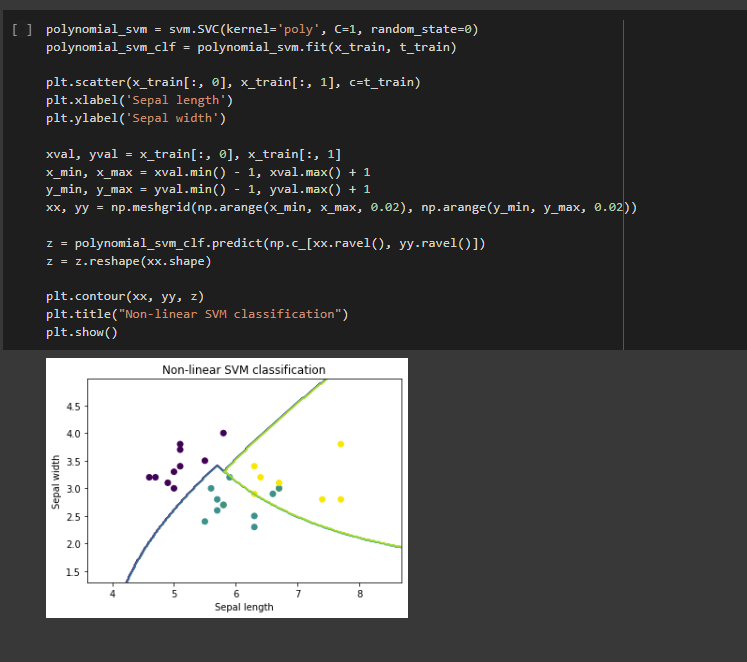 [ ] polynomial_svm = svm.SVC(kernel='poly', C=1, random_state=0)
polynomial_svm_clf = polynomial_svm.fit(x_train, t_train)
plt.scatter(x_train[:, 0], x_train[:, 1], c=t_train)
plt.xlabel('Sepal length')
plt.ylabel('Sepal width')
xval, yval = x_train[:, 0], x_train[:, 1]
x_min, x_max = xval.min() - 1, xval.max() + 1
y_min, y_max = yval.min() - 1, yval.max() + 1
xx, yy = np.meshgrid(np.arange(x_min, x_max, 0.02), np.arange(y_min, y_max, 0.02))
z = polynomial_svm_clf.predict(np.c_[xx.ravel(), yy.ravel()])
z = z.reshape(xx.shape)
plt.contour(xx, yy, z)
plt.title("Non-linear SVM classification")
plt.show()
Non-linear SVM classification
Sepal width
4.5
4.0
3.5
3.0
2.5
2.0
1.5
4 5 6 7 8
Sepal length